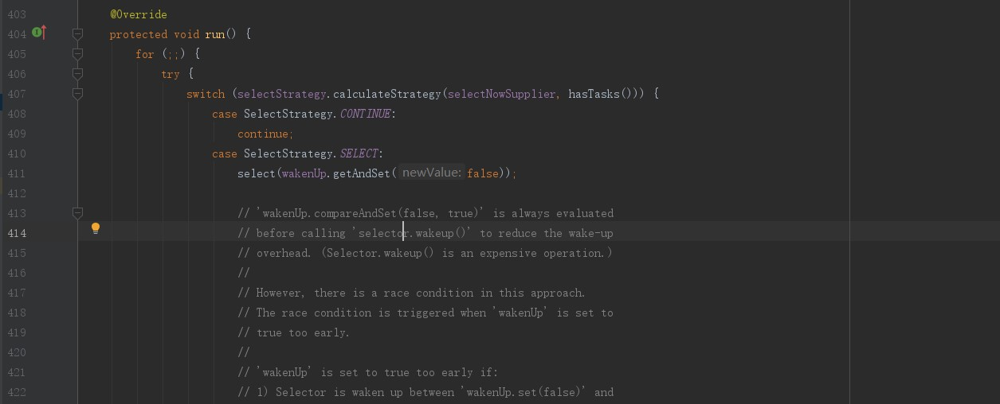 403 @Override
404 protected void run() {
405 for (;;) {
406 try {
407 switch (selectStrategy.calculateStrategy(selectNowSupplier, hasTasks())) {
408 case SelectStrategy.CONTINUE:
409 continue;
410 case SelectStrategy.SELECT:
411 select(wakenUp.getAndSet( newValue: false));
412
413 // 'wakenUp.compareAndSet(false, true)' is always evaluated
414 // before calling 'selector.wakeup()' to reduce the wake-up
415 // overhead. (Selector.wakeup() is an expensive operation.)
416 //
417 // However, there is a race condition in this approach.
418 // The race condition is triggered when 'wakenUp' is set to
419 // true too early.
420 //
421 // 'wakenUp' is set to true too early if:
422 // 1) Selector is waken up between 'wakenUp.set(false)' and